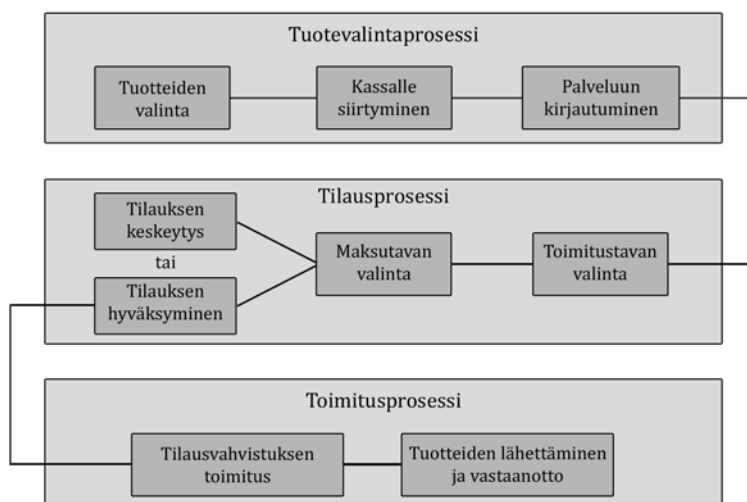 Tuotevalintaprosessi
Tuotteiden
valinta
Kassalle
siirtyminen
Palveluun
kirjautuminen
Tilausprosessi
Tilauksen
keskeytys
tai
Tilauksen
hyväksyminen
Maksutavan
valinta
Toimitustavan
valinta
Toimitusprosessi
Tilausvahvistuksen
toimitus
Tuotteiden lähettäminen
ja vastaanotto